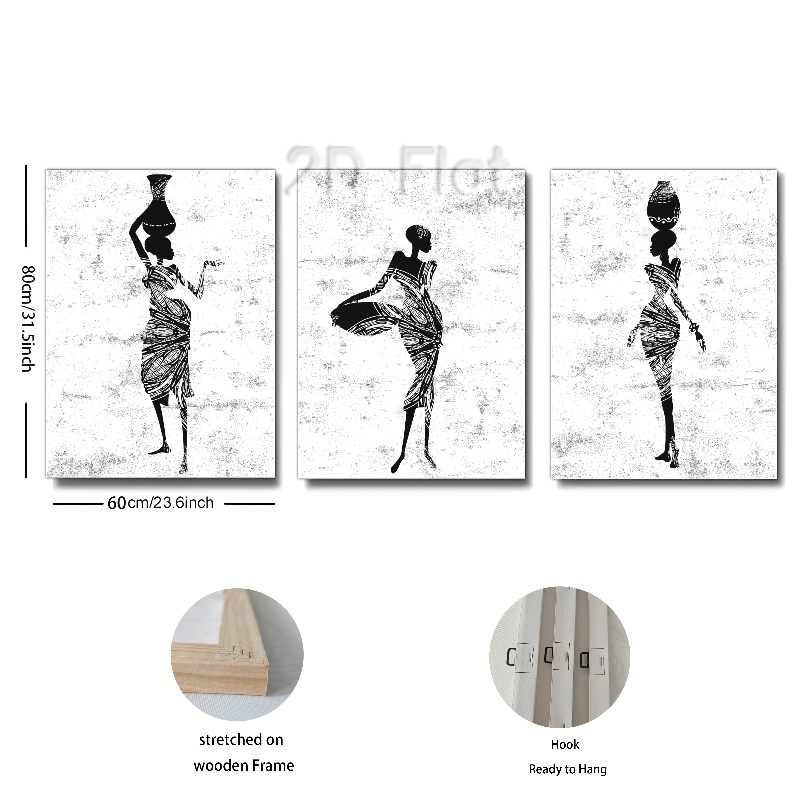 2D Flat
80cm/31.5inch
60cm/23.6inch
stretched on
wooden Frame
Hook
Ready to Hang